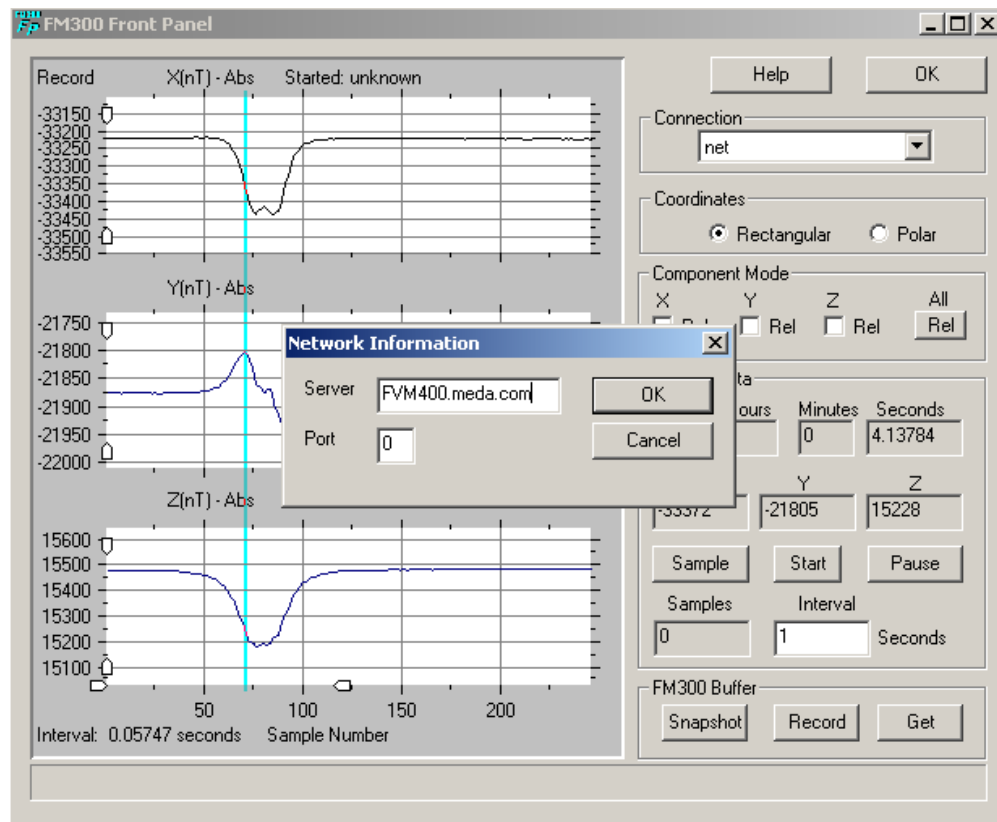 FM300 Front Panel
Record X(nT) - Abs Started: unknown
-33150
-33200
-33250
-33300
-33350
-33400
-33450
-33500
-33550
Y(nT) - Abs
-21750
-21800
-21850
-21900
-21950
-22000
Z(nT) - Abs
15600
15500
15400
15300
15200
15100
50 100 150 200
Interval: 0.05747 seconds Sample Number
Help OK
Connection
net
Coordinates
Rectangular Polar
Component Mode
X Y Z All
Rel Rel Rel
Network Information
Server FVM400.meda.com OK
Port 0 Cancel
Minutes Seconds
0 4.13784
Y Z
-33372 -21805 15228
Sample Start Pause
Samples Interval
0 1 Seconds
FM300 Buffer
Snapshot Record Get